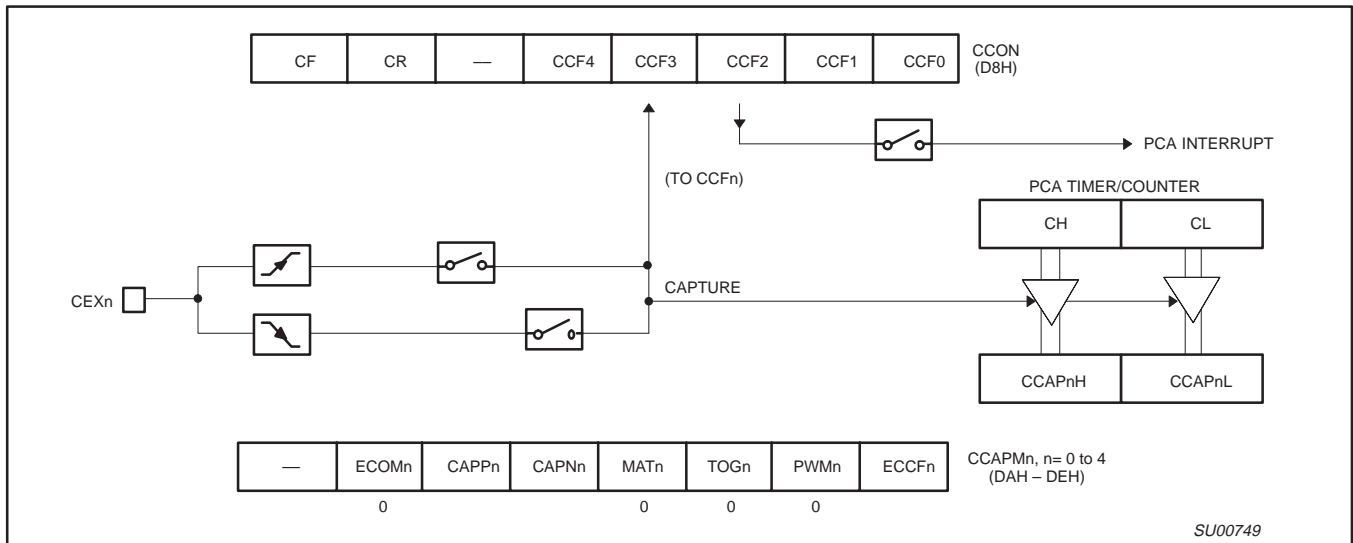 CF CR — CCF4 CCF3 CCF2 CCF1 CCF0
CCON
(D8H)
PCA INTERRUPT
(TO CCFn)
PCA TIMER/COUNTER
CH CL
CEXn
CAPTURE
CCAPnH CCAPnL
— ECOMn CAPPn CAPNn MATn TOGn PWMn ECCFn
CCAPMn, n= 0 to 4
(DAH – DEH)
0 0 0 0
SU00749